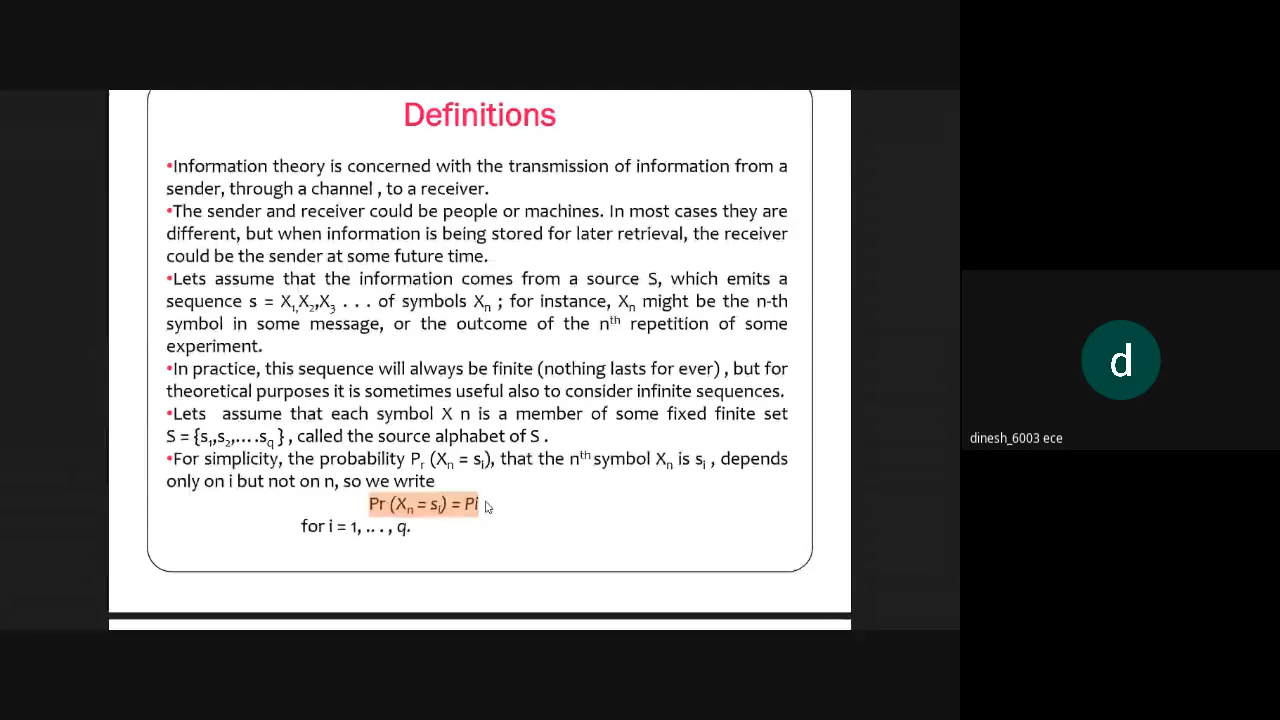 Definitions
•Information theory is concerned with the transmission of information from a
sender, through a channel , to a receiver.
•The sender and receiver could be people or machines. In most cases they are
different, but when information is being stored for later retrieval, the receiver
could be the sender at some future time.
•Lets assume that the information comes from a source S, which emits a
sequence s = X₁,X₂,X₃ . . . of symbols Xₙ ; for instance, Xₙ might be the n-th
symbol in some message, or the outcome of the nᵗʰ repetition of some
experiment.
•In practice, this sequence will always be finite (nothing lasts for ever) , but for
theoretical purposes it is sometimes useful also to consider infinite sequences.
•Lets assume that each symbol X n is a member of some fixed finite set
S = {s₁,s₂,….sq } , called the source alphabet of S .
•For simplicity, the probability Pᵣ (Xₙ = sᵢ), that the nᵗʰ symbol Xₙ is sᵢ , depends
only on i but not on n, so we write
Pr (Xₙ = sᵢ) = Pi
for i = 1, .. . , q.
d
dinesh_6003 ece